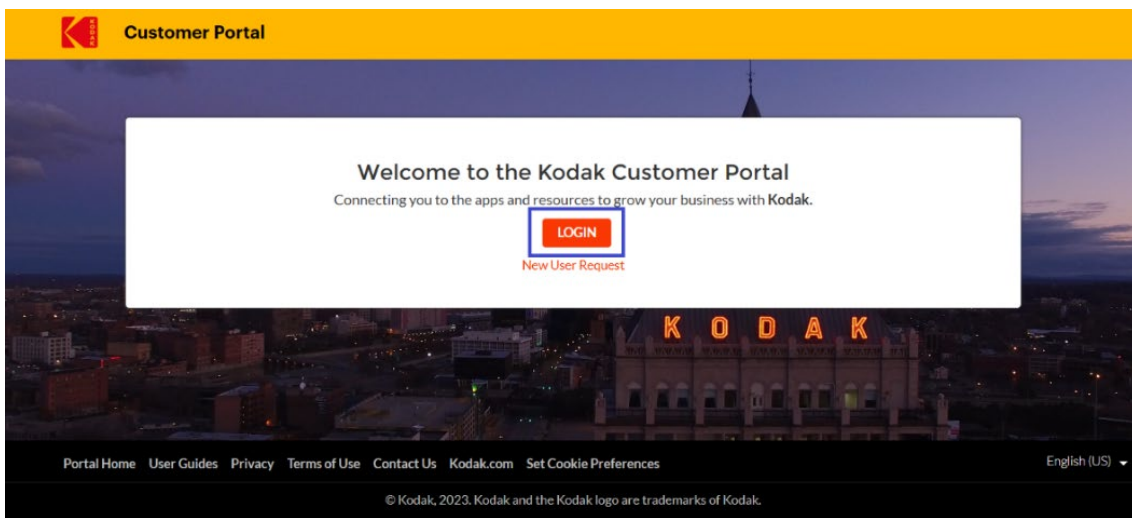 KODAK
Customer Portal
Welcome to the Kodak Customer Portal
Connecting you to the apps and resources to grow your business with Kodak.
LOGIN
New User Request
KODAK
Portal Home User Guides Privacy Terms of Use Contact Us Kodak.com Set Cookie Preferences
English (US)
© Kodak, 2023. Kodak and the Kodak logo are trademarks of Kodak.